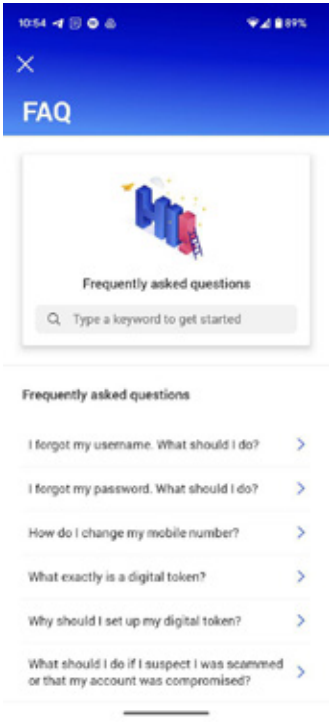 10:54
89%
FAQ
Frequently asked questions
Type a keyword to get started
Frequently asked questions
I forgot my username. What should I do?
I forgot my password. What should I do?
How do I change my mobile number?
What exactly is a digital token?
Why should I set up my digital token?
What should I do if I suspect I was scammed
or that my account was compromised?